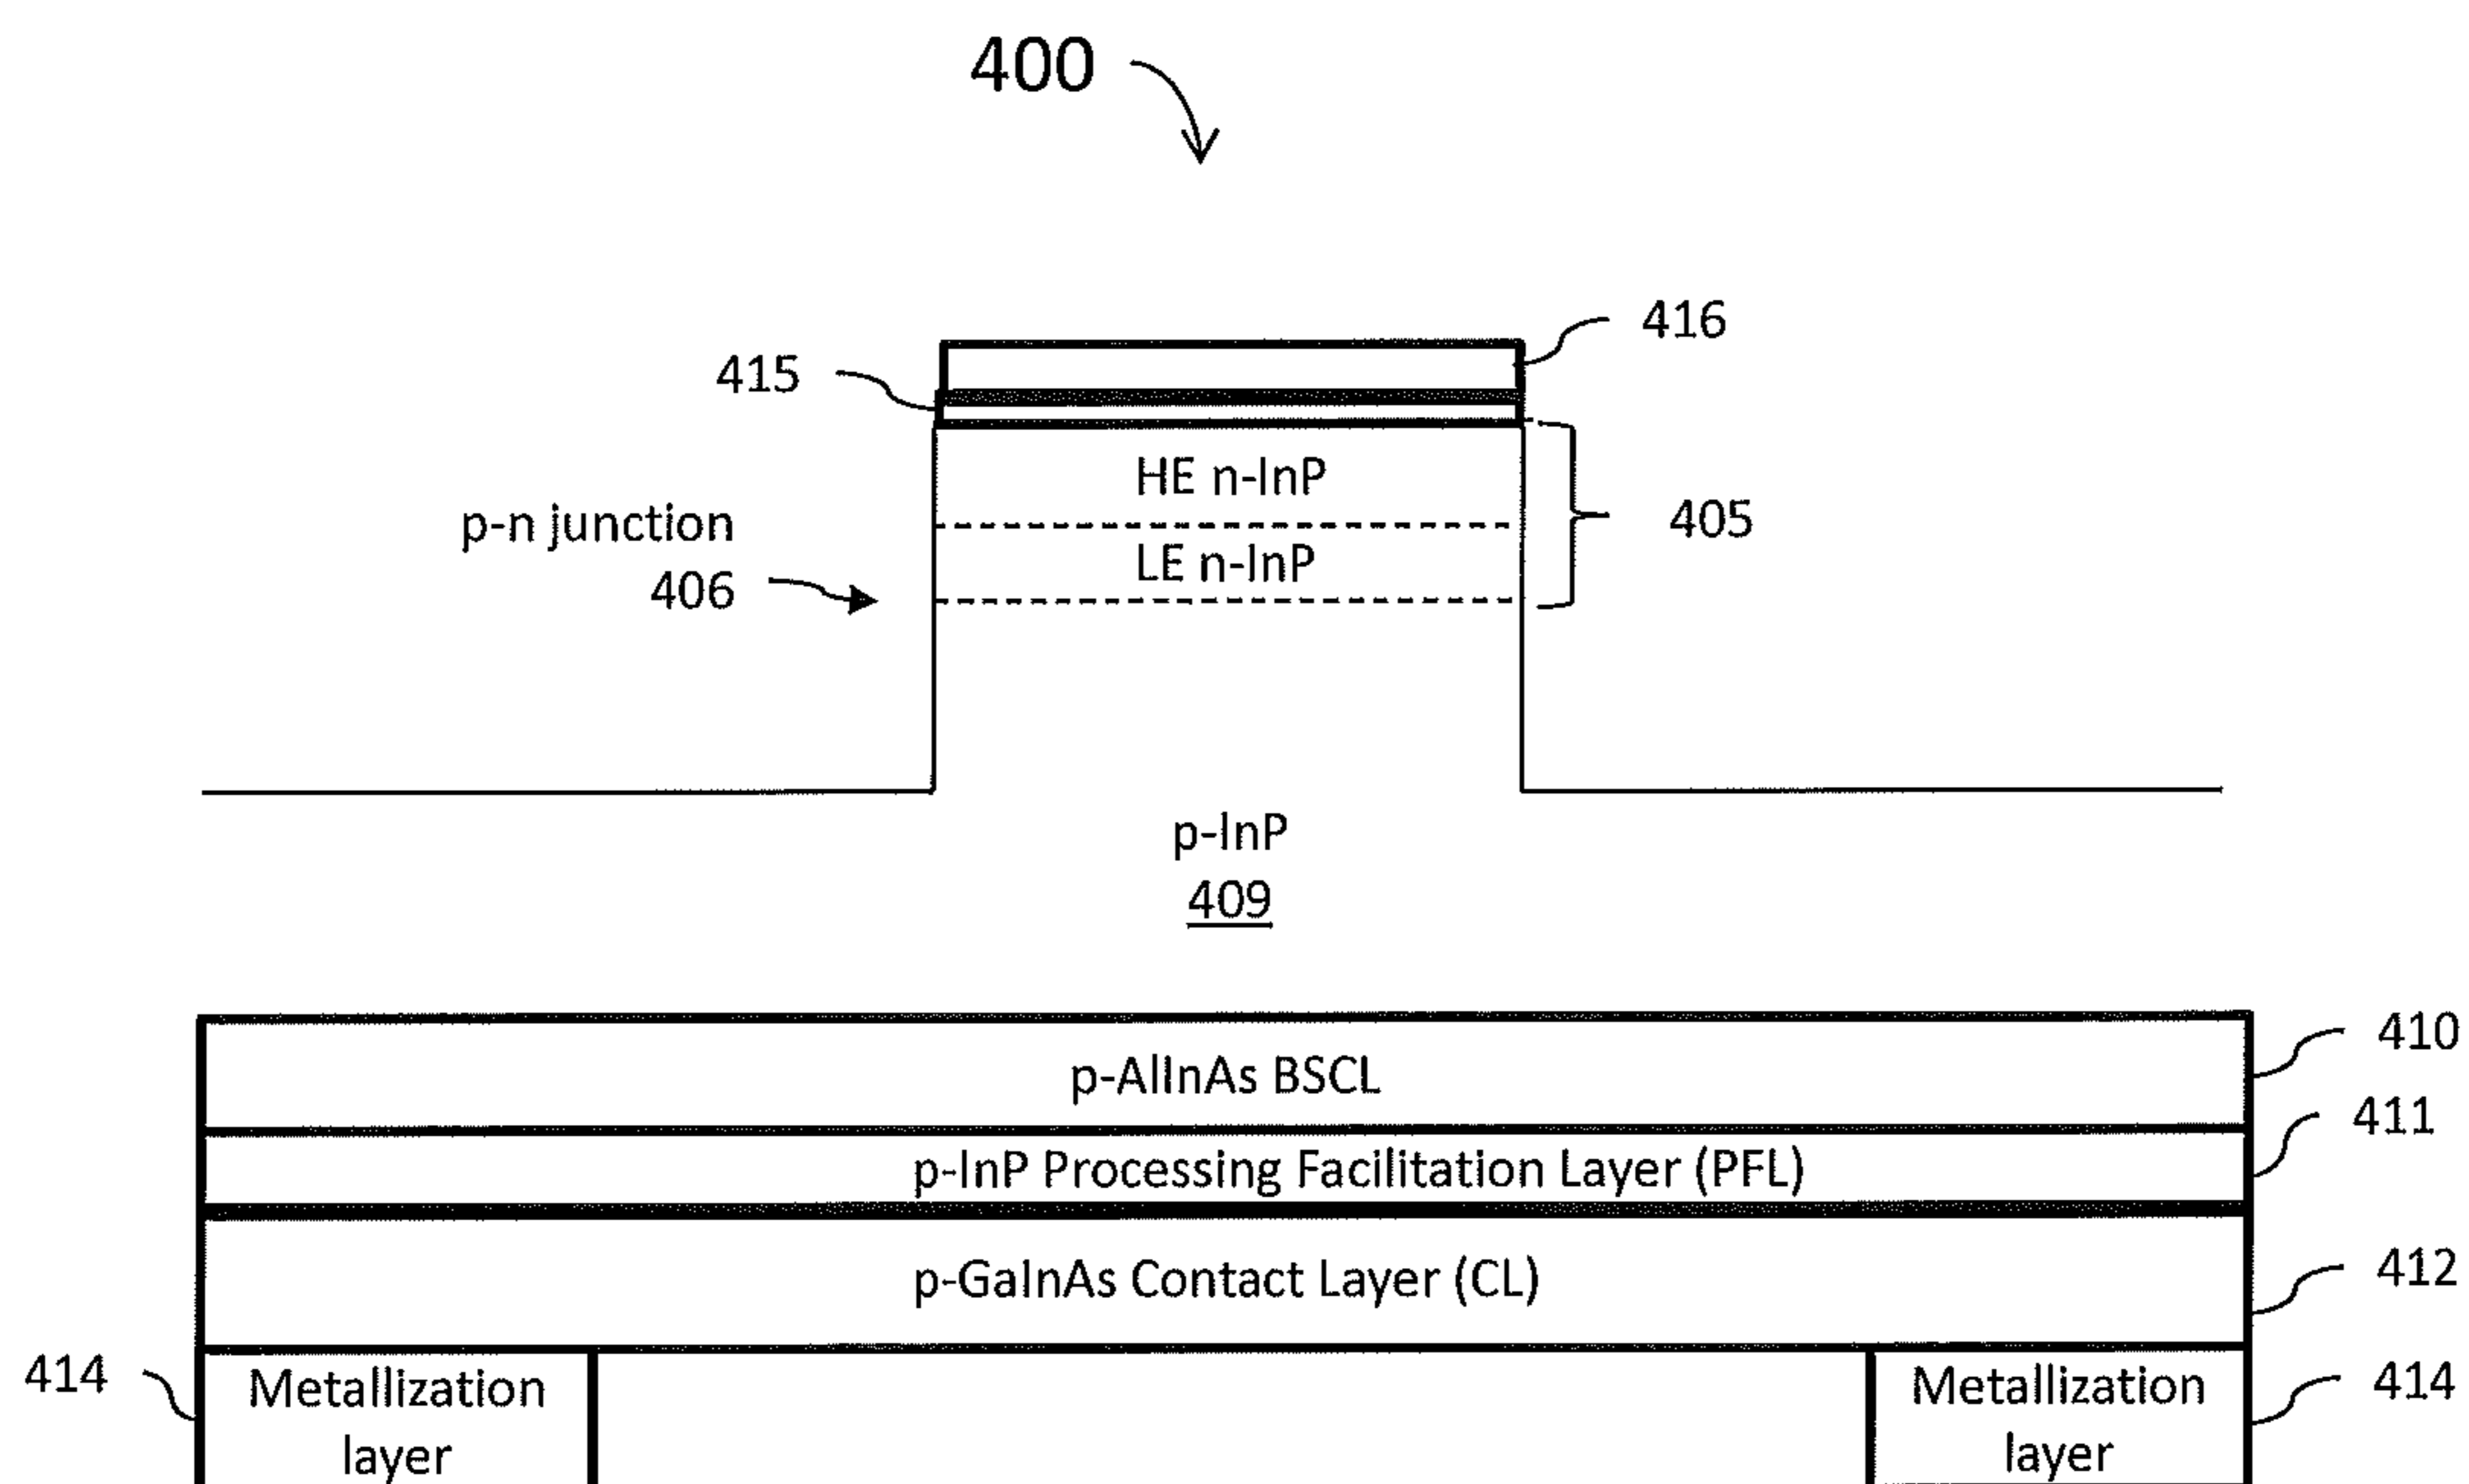 400
416
415
HE n-InP
p-n junction
405
LE n-InP
406
p-InP
409
410
p-AlInAs BSCL
411
p-InP Processing Facilitation Layer (PFL)
412
p-GaInAs Contact Layer (CL)
414
Metallization
layer
Metallization
layer
414